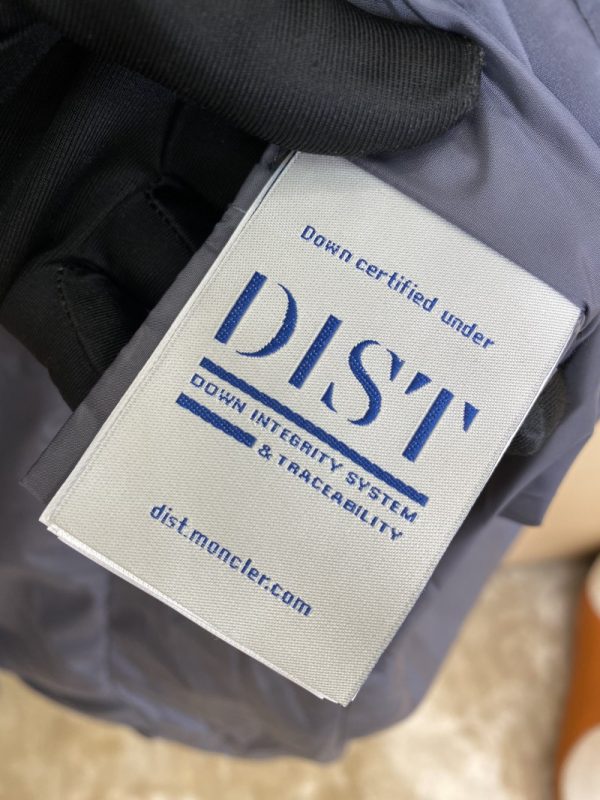 Down certified under
DIST
DOWN INTEGRITY SYSTEM
& TRACEABILITY
dist.moncler.com